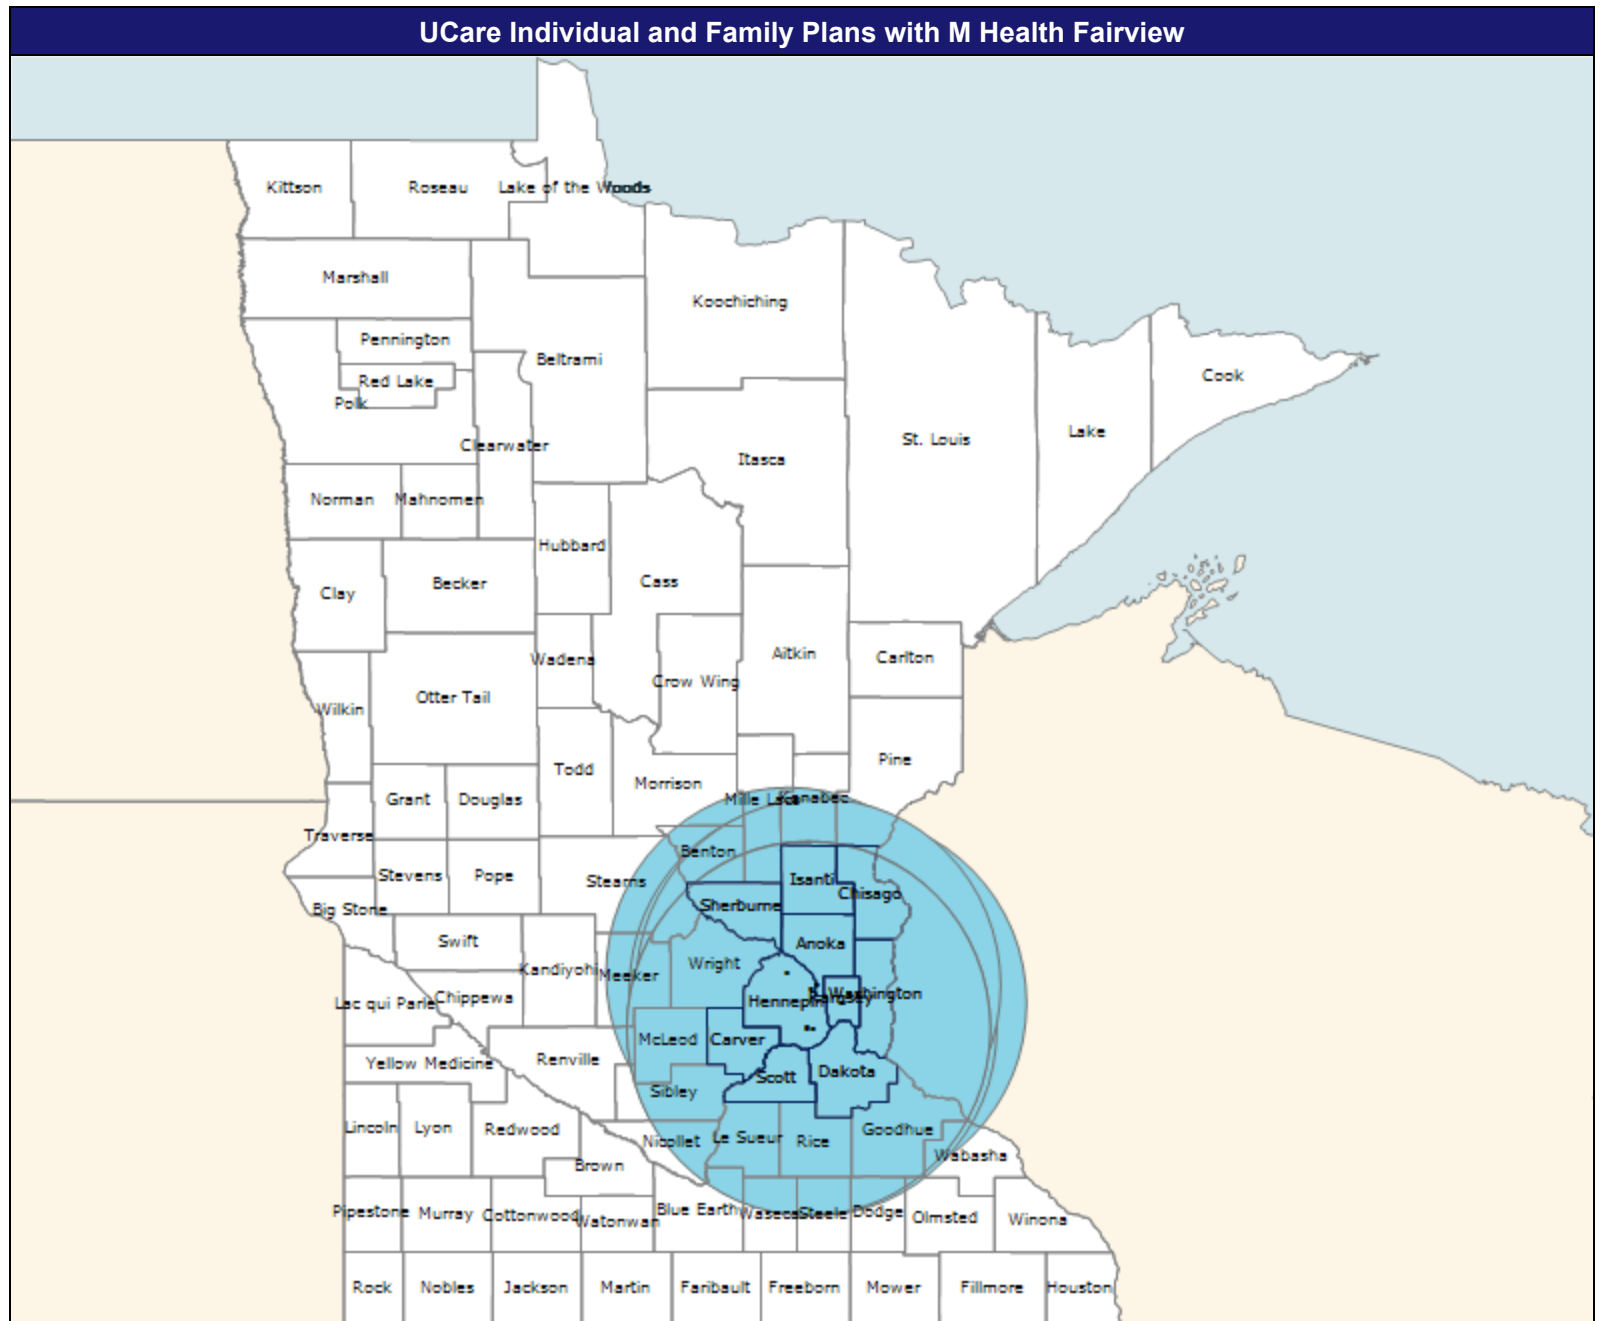 UCare Individual and Family Plans with M Health Fairview
Kittson
Roseau
Lake of the Woods
Marshall
Koochiching
Pennington
Beltrami
Red Lake
Cook
Polk
Lake
St. Louis
Clearwater
Itasca
Norman
Mahnomen
Hubbard
Cass
Becker
Clay
Aitkin
Carlton
Wadena
Crow Wing
Otter Tail
Wilkin
Pine
Todd
Morrison
Grant
Douglas
Mille Lacs
Kanabec
Traverse
Benton
Stevens
Pope
Stearns
Isanti
Chisago
Sherburne
Big Stone
Swift
Anoka
Wright
Kandiyohi
Meeker
Hennepin
Ramsey
Washington
Lac qui Parle
Chippewa
McLeod
Carver
Renville
Yellow Medicine
Dakota
Scott
Sibley
Lincoln
Lyon
Redwood
Goodhue
Nicollet
Le Sueur
Rice
Wabasha
Brown
Pipestone
Murray
Cottonwood
Watonwan
Blue Earth
Waseca
Steele
Dodge
Olmsted
Winona
Rock
Nobles
Jackson
Martin
Faribault
Freeborn
Mower
Fillmore
Houston